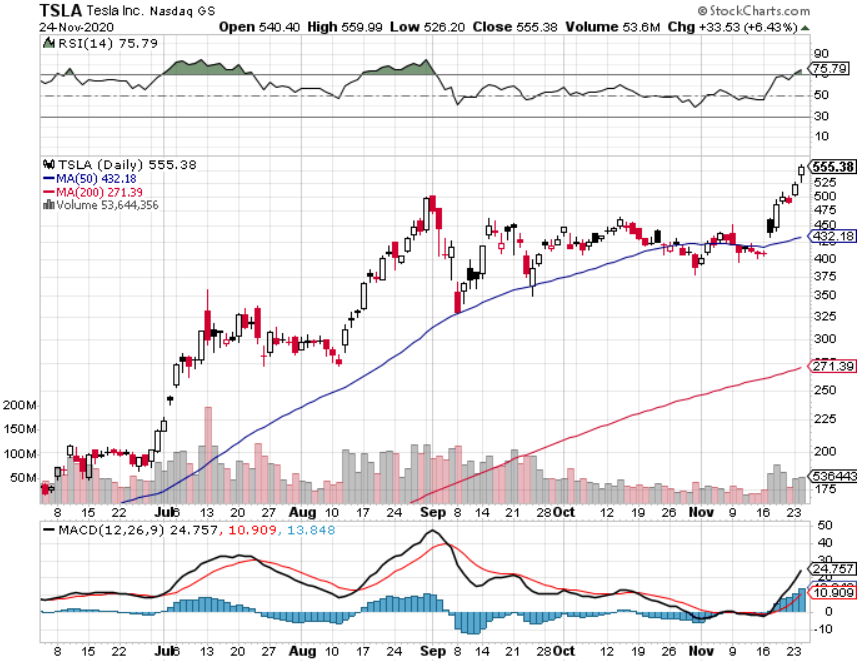 TSLA Tesla Inc. Nasdaq GS © StockCharts.com
24-Nov-2020 Open 540.40 High 559.99 Low 526.20 Close 555.38 Volume 53.6M Chg +33.53 (+6.43%)
RSI(14) 75.79
90
75.79
50
30
10
TSLA (Daily) 555.38
MA(50) 432.18
MA(200) 271.39
Volume 53,644,356
555.38
525
500
475
450
432.18
400
375
350
325
300
271.39
250
225
200
175
200M
150M
100M
50M
536443
8 15 22 Jul6 13 20 27 Aug 10 17 24 Sep 8 14 21 28 Oct 12 19 26 Nov 9 16 23
MACD(12,26,9) 24.757, 10.909, 13.848
50
40
30
24.757
20
10.909
0
-10
8 15 22 Jul6 13 20 27 Aug 10 17 24 Sep 8 14 21 28 Oct 12 19 26 Nov 9 16 23